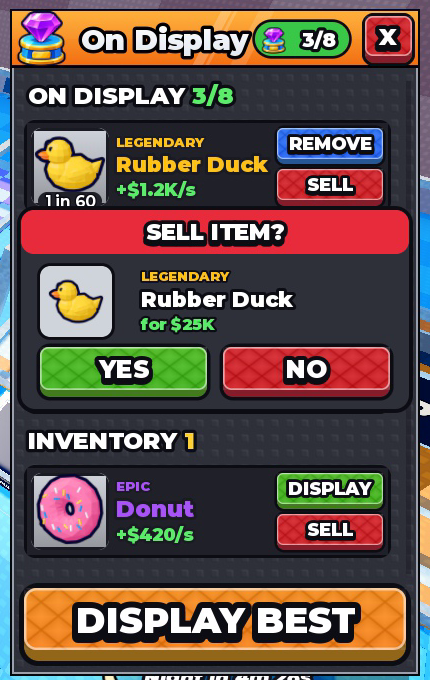 On Display 3/8 X
ON DISPLAY 3/8
LEGENDARY
Rubber Duck
+$1.2K/s
1 in 60
REMOVE
SELL
SELL ITEM?
LEGENDARY
Rubber Duck
for $25K
YES NO
INVENTORY 1
EPIC
Donut
+$420/s
DISPLAY
SELL
DISPLAY BEST